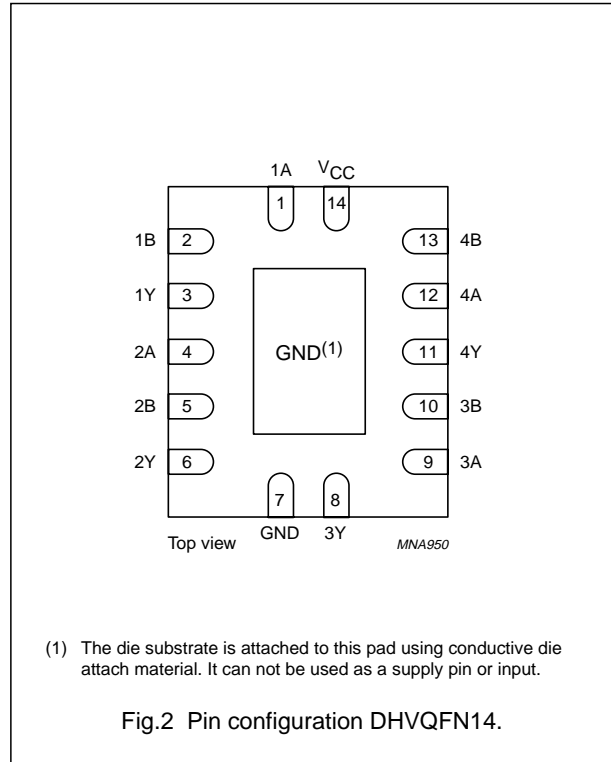 1A VCC
1 14
1B 2 13 4B
1Y 3 12 4A
2A 4 GND(1) 11 4Y
2B 5 10 3B
2Y 6 9 3A
7 8
Top view GND 3Y MNA950
(1) The die substrate is attached to this pad using conductive die
attach material. It can not be used as a supply pin or input.
Fig.2 Pin configuration DHVQFN14.